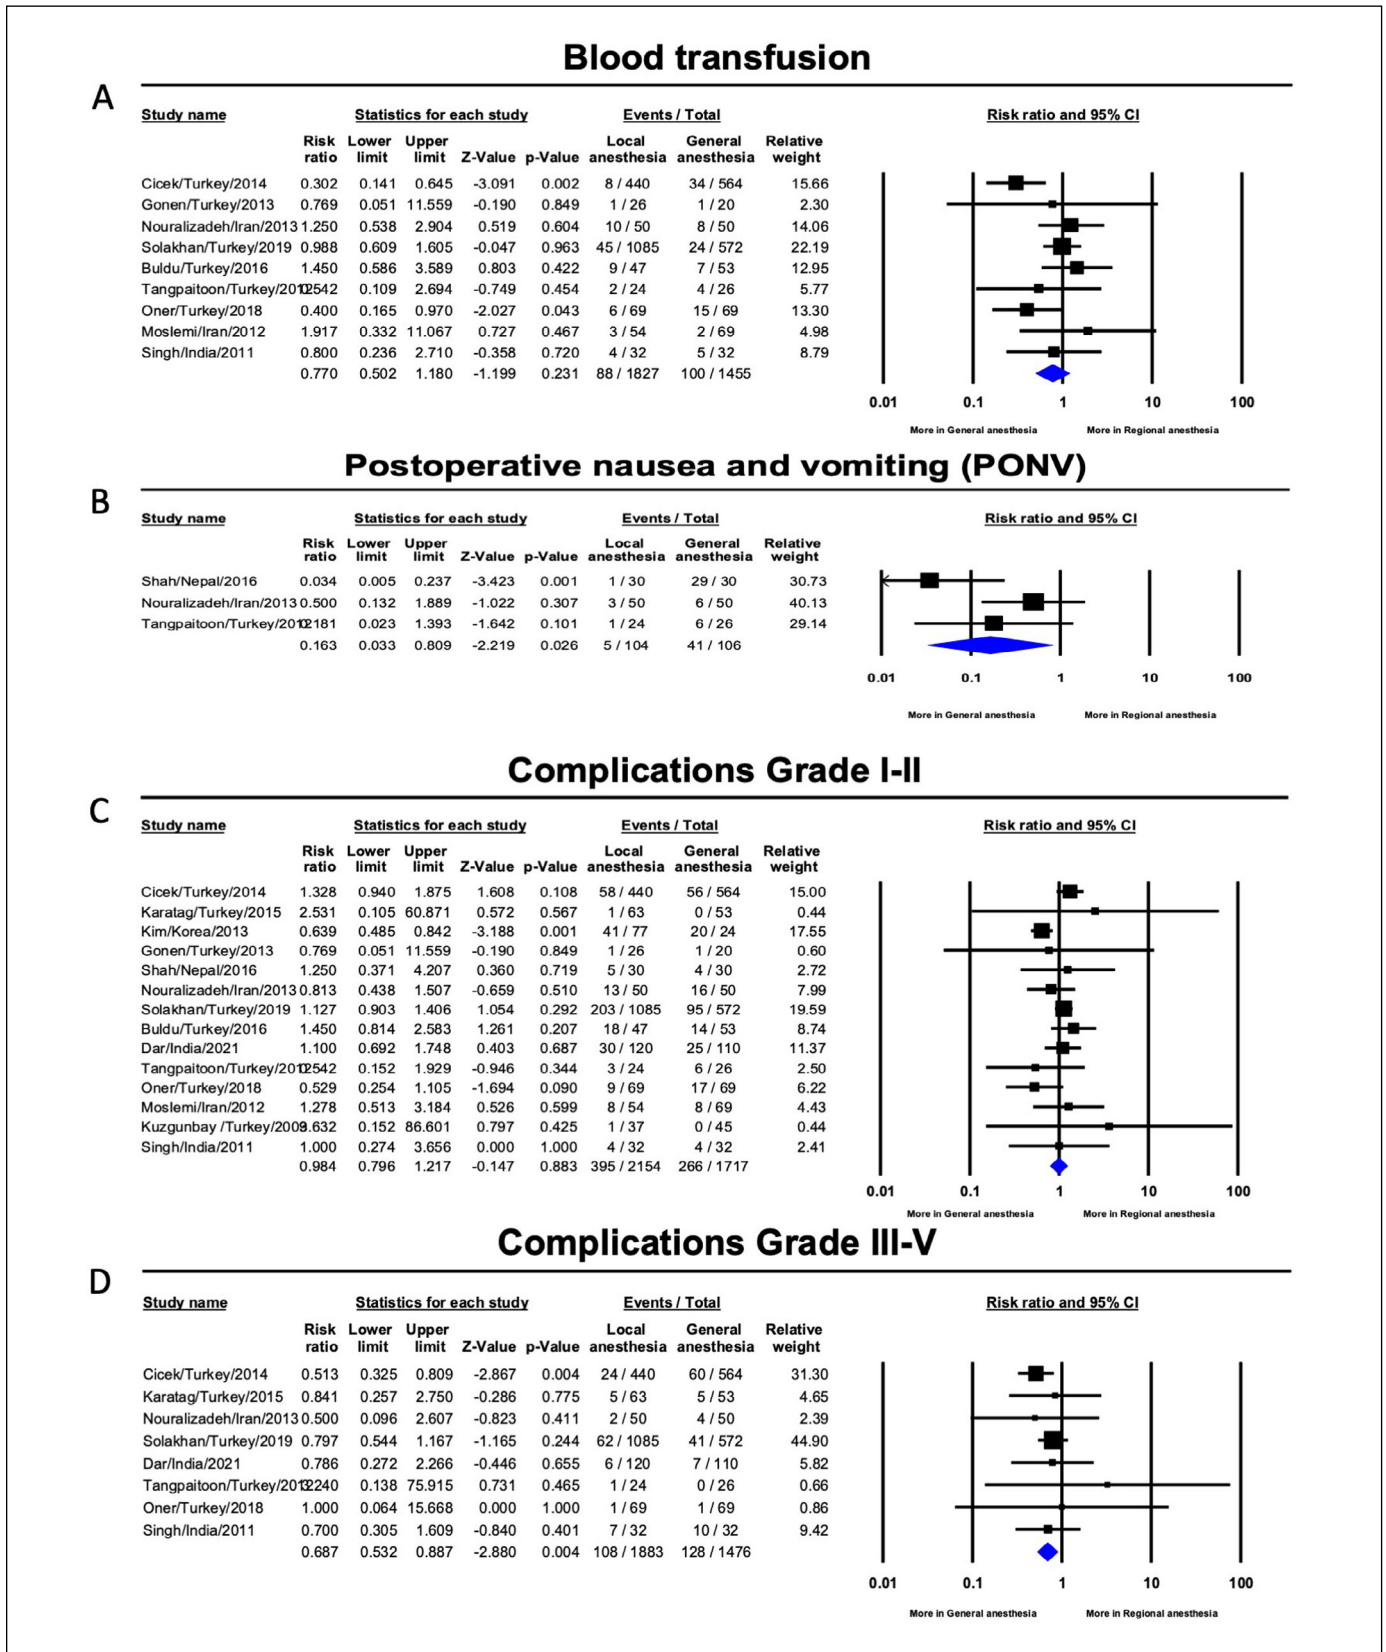 Blood transfusion
A
Study name Statistics for each study Events / Total Risk ratio and 95% CI
Risk Lower Upper Local General Relative
ratio limit limit Z-Value p-Value anesthesia anesthesia weight
Cicek/Turkey/2014 0.302 0.141 0.645 -3.091 0.002 8 / 440 34 / 564 15.66
Gonen/Turkey/2013 0.769 0.051 11.559 -0.190 0.849 1 / 26 1 / 20 2.30
Nouralizadeh/Iran/2013 1.250 0.538 2.904 0.519 0.604 10 / 50 8 / 50 14.06
Solakhan/Turkey/2019 0.988 0.609 1.605 -0.047 0.963 45 / 1085 24 / 572 22.19
Buldu/Turkey/2016 1.450 0.586 3.589 0.803 0.422 9 / 47 7 / 53 12.95
Tangpaitoon/Turkey/2012 0.542 0.109 2.694 -0.749 0.454 2 / 24 4 / 26 5.77
Oner/Turkey/2018 0.400 0.165 0.970 -2.027 0.043 6 / 69 15 / 69 13.30
Moslemi/Iran/2012 1.917 0.332 11.067 0.727 0.467 3 / 54 2 / 69 4.98
Singh/India/2011 0.800 0.236 2.710 -0.358 0.720 4 / 32 5 / 32 8.79
0.770 0.502 1.180 -1.199 0.231 88 / 1827 100 / 1455
0.01 0.1 1 10 100
More in General anesthesia More in Regional anesthesia
Postoperative nausea and vomiting (PONV)
B
Study name Statistics for each study Events / Total Risk ratio and 95% CI
Risk Lower Upper Local General Relative
ratio limit limit Z-Value p-Value anesthesia anesthesia weight
Shah/Nepal/2016 0.034 0.005 0.237 -3.423 0.001 1 / 30 29 / 30 30.73
Nouralizadeh/Iran/2013 0.500 0.132 1.889 -1.022 0.307 3 / 50 6 / 50 40.13
Tangpaitoon/Turkey/2012 0.181 0.023 1.393 -1.642 0.101 1 / 24 6 / 26 29.14
0.163 0.033 0.809 -2.219 0.026 5 / 104 41 / 106
0.01 0.1 1 10 100
More in General anesthesia More in Regional anesthesia
Complications Grade I-II
C
Study name Statistics for each study Events / Total Risk ratio and 95% CI
Risk Lower Upper Local General Relative
ratio limit limit Z-Value p-Value anesthesia anesthesia weight
Cicek/Turkey/2014 1.328 0.940 1.875 1.608 0.108 58 / 440 56 / 564 15.00
Karatag/Turkey/2015 2.531 0.105 60.871 0.572 0.567 1 / 63 0 / 53 0.44
Kim/Korea/2013 0.639 0.485 0.842 -3.188 0.001 41 / 77 20 / 24 17.55
Gonen/Turkey/2013 0.769 0.051 11.559 -0.190 0.849 1 / 26 1 / 20 0.60
Shah/Nepal/2016 1.250 0.371 4.207 0.360 0.719 5 / 30 4 / 30 2.72
Nouralizadeh/Iran/2013 0.813 0.438 1.507 -0.659 0.510 13 / 50 16 / 50 7.99
Solakhan/Turkey/2019 1.127 0.903 1.406 1.054 0.292 203 / 1085 95 / 572 19.59
Buldu/Turkey/2016 1.450 0.814 2.583 1.261 0.207 18 / 47 14 / 53 8.74
Dar/India/2021 1.100 0.692 1.748 0.403 0.687 30 / 120 25 / 110 11.37
Tangpaitoon/Turkey/2012 0.542 0.152 1.929 -0.946 0.344 3 / 24 6 / 26 2.50
Oner/Turkey/2018 0.529 0.254 1.105 -1.694 0.090 9 / 69 17 / 69 6.22
Moslemi/Iran/2012 1.278 0.513 3.184 0.526 0.599 8 / 54 8 / 69 4.43
Kuzgunbay /Turkey/2009 3.632 0.152 86.601 0.797 0.425 1 / 37 0 / 45 0.44
Singh/India/2011 1.000 0.274 3.656 0.000 1.000 4 / 32 4 / 32 2.41
0.984 0.796 1.217 -0.147 0.883 395 / 2154 266 / 1717
0.01 0.1 1 10 100
More in General anesthesia More in Regional anesthesia
Complications Grade III-V
D
Study name Statistics for each study Events / Total Risk ratio and 95% CI
Risk Lower Upper Local General Relative
ratio limit limit Z-Value p-Value anesthesia anesthesia weight
Cicek/Turkey/2014 0.513 0.325 0.809 -2.867 0.004 24 / 440 60 / 564 31.30
Karatag/Turkey/2015 0.841 0.257 2.750 -0.286 0.775 5 / 63 5 / 53 4.65
Nouralizadeh/Iran/2013 0.500 0.096 2.607 -0.823 0.411 2 / 50 4 / 50 2.39
Solakhan/Turkey/2019 0.797 0.544 1.167 -1.165 0.244 62 / 1085 41 / 572 44.90
Dar/India/2021 0.786 0.272 2.266 -0.446 0.655 6 / 120 7 / 110 5.82
Tangpaitoon/Turkey/2012 3.240 0.138 75.915 0.731 0.465 1 / 24 0 / 26 0.66
Oner/Turkey/2018 1.000 0.064 15.668 0.000 1.000 1 / 69 1 / 69 0.86
Singh/India/2011 0.700 0.305 1.609 -0.840 0.401 7 / 32 10 / 32 9.42
0.687 0.532 0.887 -2.880 0.004 108 / 1883 128 / 1476
0.01 0.1 1 10 100
More in General anesthesia More in Regional anesthesia